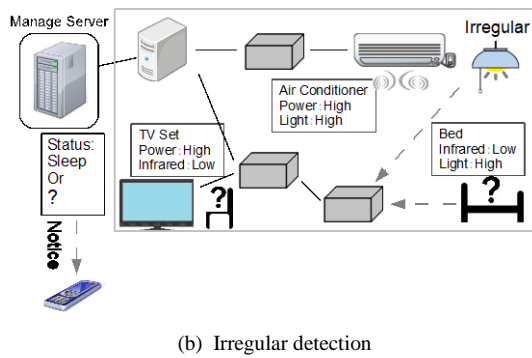 Manage Server
Irregular
Air Conditioner
Power:High
Light:High
TV Set
Power:High
Infrared:Low
Bed
Infrared:Low
Light:High
Status:
Sleep
Or
?
?
?
Notice
(b) Irregular detection